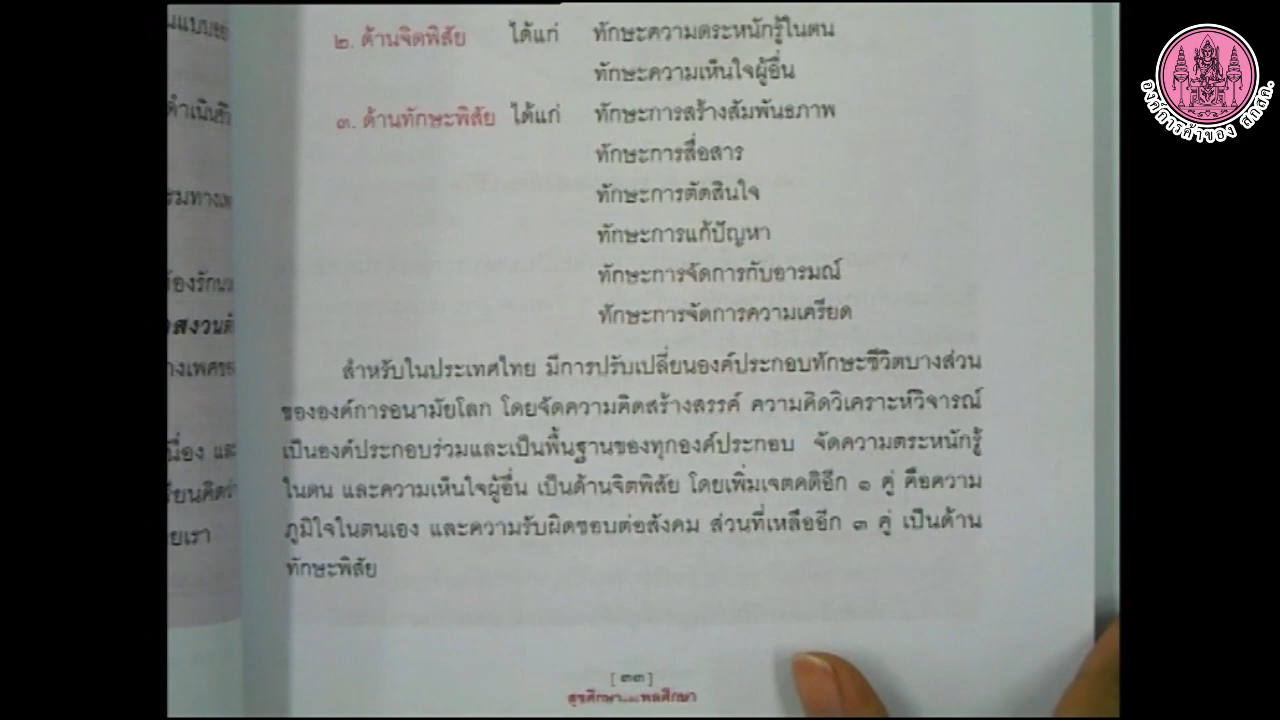 ๒. ด้านจิตพิสัย ได้แก่ ทักษะความตระหนักรู้ในตน
ทักษะความเห็นใจผู้อื่น
๓. ด้านทักษะพิสัย ได้แก่ ทักษะการสร้างสัมพันธภาพ
ทักษะการสื่อสาร
ทักษะการตัดสินใจ
ทักษะการแก้ปัญหา
ทักษะการจัดการกับอารมณ์
ทักษะการจัดการความเครียด
สำหรับในประเทศไทย มีการปรับเปลี่ยนองค์ประกอบทักษะชีวิตบางส่วน
ขององค์การอนามัยโลก โดยจัดความคิดสร้างสรรค์ ความคิดวิเคราะห์วิจารณ์
เป็นองค์ประกอบร่วมและเป็นพื้นฐานของทุกองค์ประกอบ จัดความตระหนักรู้
ในตน และความเห็นใจผู้อื่น เป็นด้านจิตพิสัย โดยเพิ่มเจตคติอีก ๑ คู่ คือความ
ภูมิใจในตนเอง และความรับผิดชอบต่อสังคม ส่วนที่เหลืออีก ๓ คู่ เป็นด้าน
ทักษะพิสัย
[ ๓๓ ]
สุขศึกษาและพลศึกษา
องค์การค้าของ สกสค.